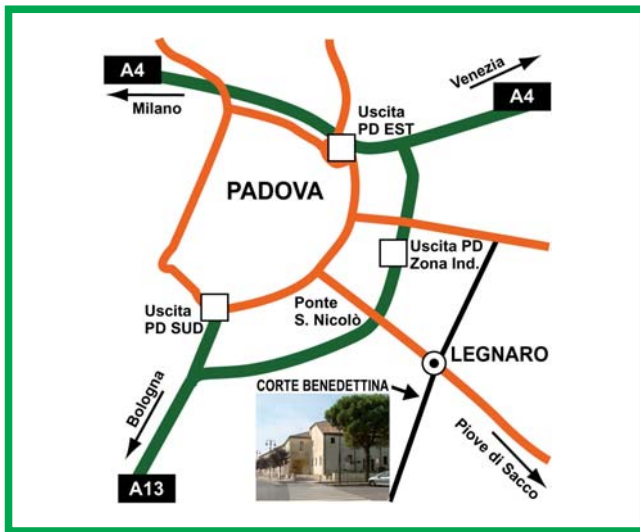 A4
Milano
Uscita
PD EST
Venezia
A4
PADOVA
Uscita PD
Zona Ind.
Uscita
PD SUD
Ponte
S. Nicolò
LEGNARO
CORTE BENEDETTINA
Bologna
Piove di Sacco
A13